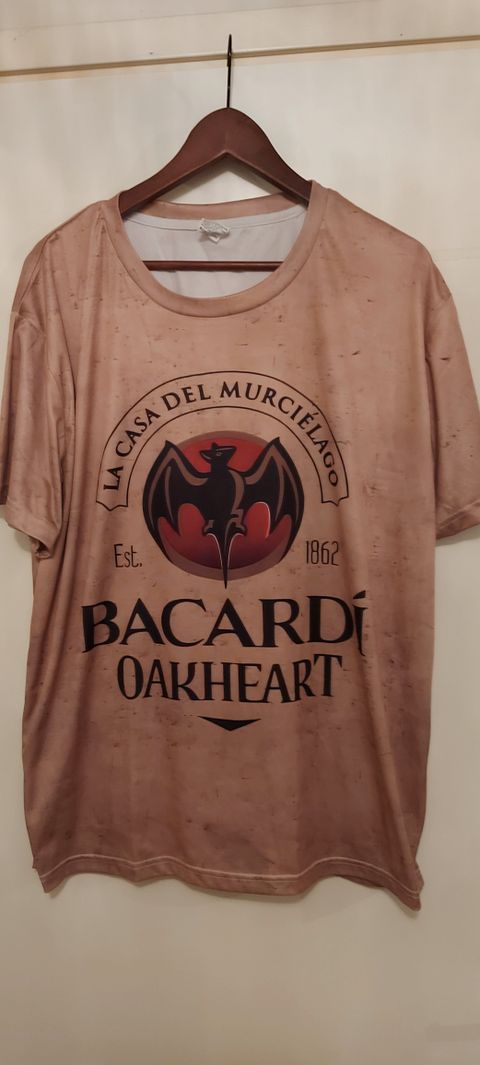 LA CASA DEL MURCIÉLAGO
Est. 1862
BACARDÍ
OAKHEART